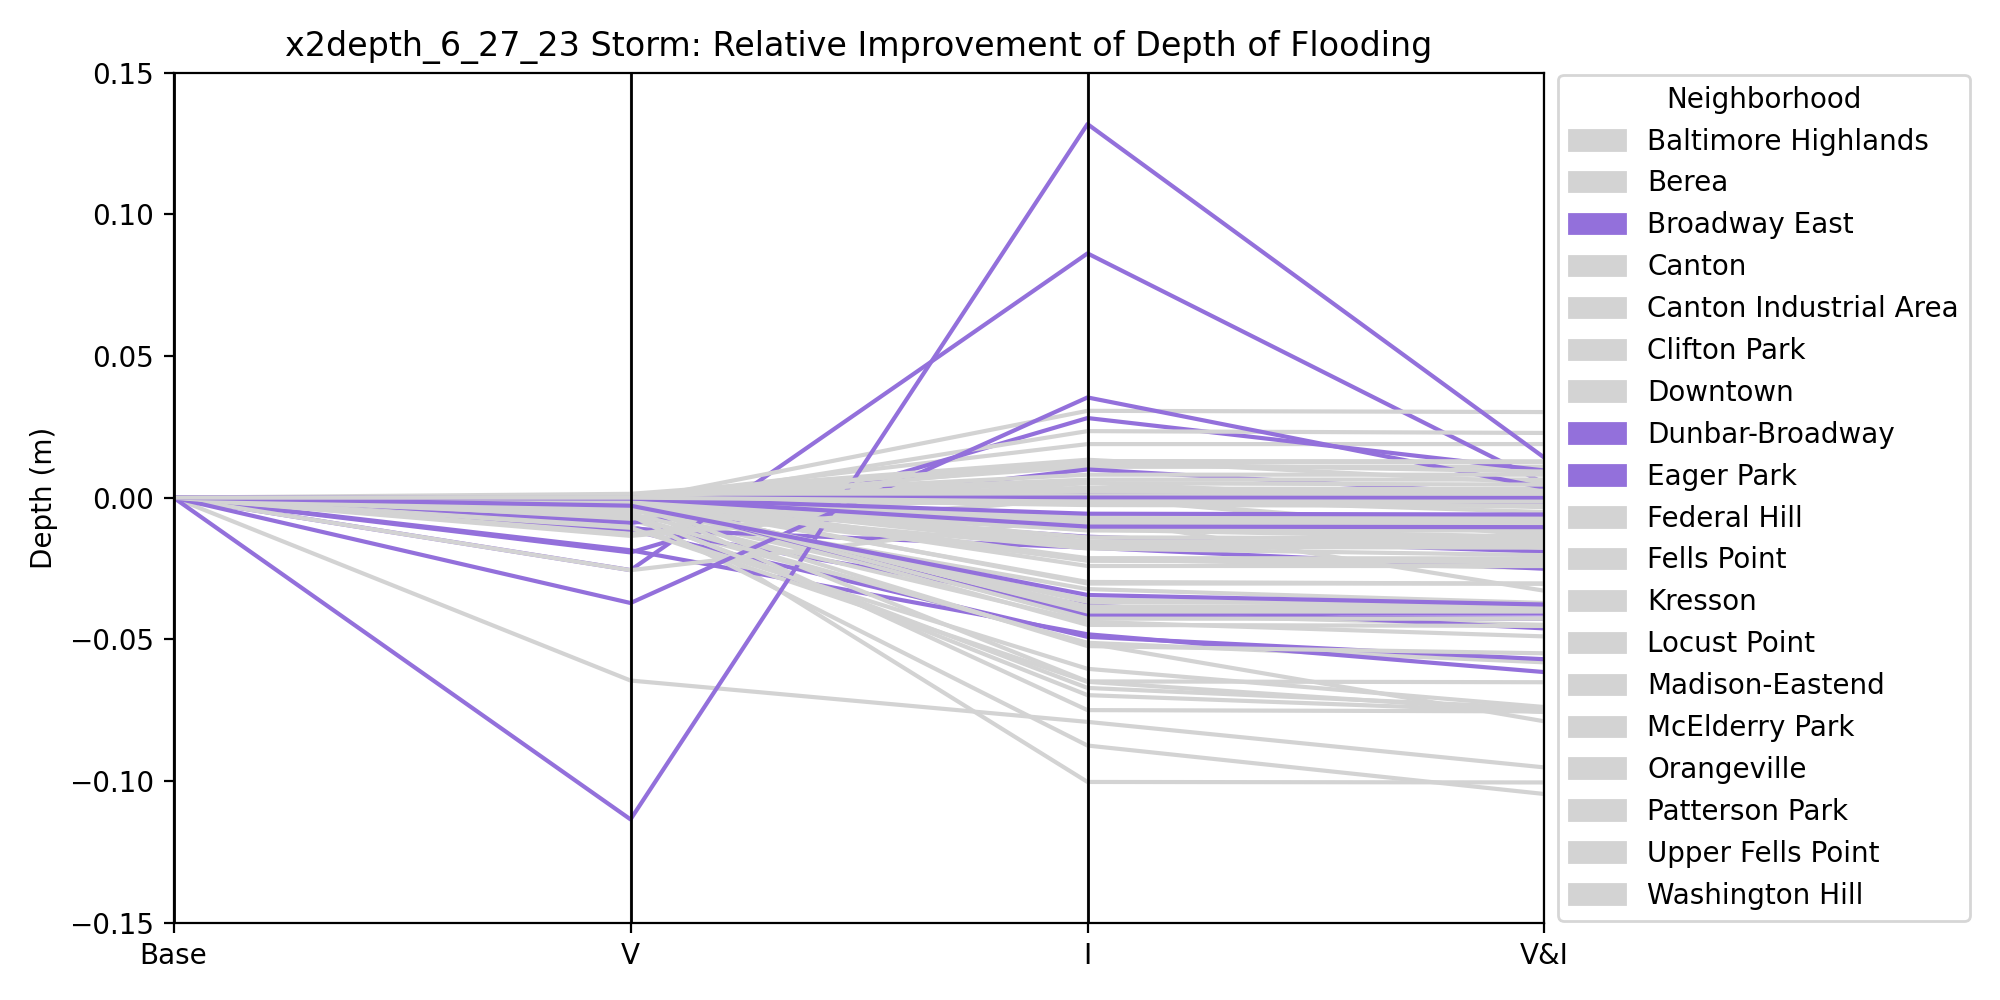 x2depth_6_27_23 Storm: Relative Improvement of Depth of Flooding
Depth (m)
0.15
0.10
0.05
0.00
−0.05
−0.10
−0.15
Base
V
I
V&I
Neighborhood
Baltimore Highlands
Berea
Broadway East
Canton
Canton Industrial Area
Clifton Park
Downtown
Dunbar-Broadway
Eager Park
Federal Hill
Fells Point
Kresson
Locust Point
Madison-Eastend
McElderry Park
Orangeville
Patterson Park
Upper Fells Point
Washington Hill